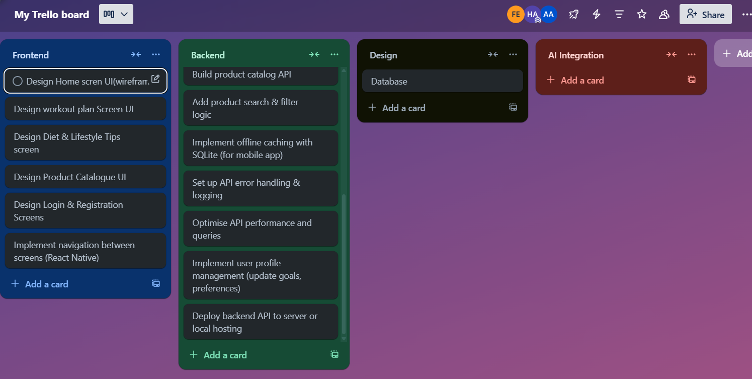 My Trello board
FE
HA
AA
Share
Frontend
Design Home scren UI(wirefram.
Design workout plan Screen UI
Design Diet & Lifestyle Tips
screen
Design Product Catalogue UI
Design Login & Registration
Screens
Implement navigation between
screens (React Native)
Add a card
Backend
Build product catalog API
Add product search & filter
logic
Implement offline caching with
SQLite (for mobile app)
Set up API error handling &
logging
Optimise API performance and
queries
Implement user profile
management (update goals,
preferences)
Deploy backend API to server or
local hosting
Add a card
Design
Database
Add a card
AI Integration
Add a card
Add